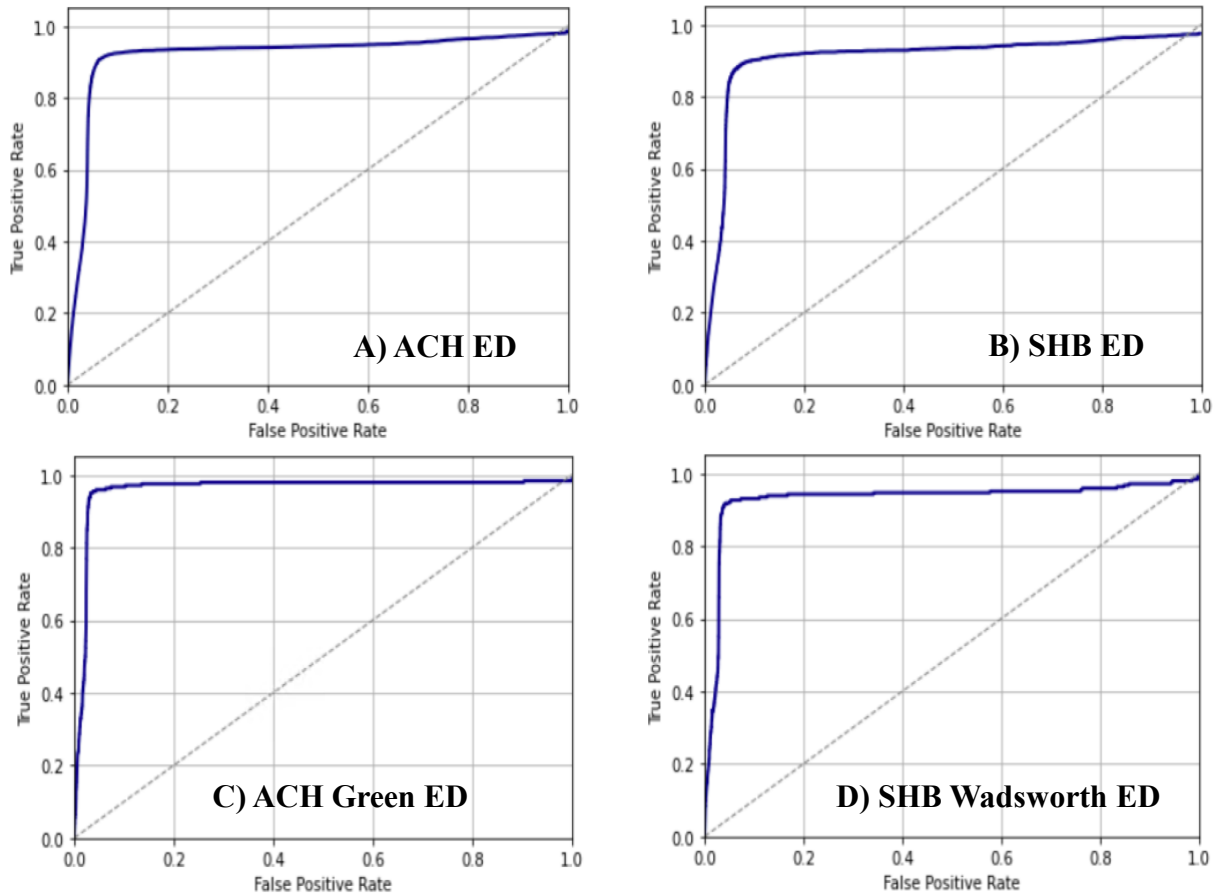 1.0
0.8
0.6
0.4
0.2
0.0
True Positive Rate
A) ACH ED
0.0 0.2 0.4 0.6 0.8 1.0
False Positive Rate
1.0
0.8
0.6
0.4
0.2
0.0
True Positive Rate
B) SHB ED
0.0 0.2 0.4 0.6 0.8 1.0
False Positive Rate
1.0
0.8
0.6
0.4
0.2
0.0
True Positive Rate
C) ACH Green ED
0.0 0.2 0.4 0.6 0.8 1.0
False Positive Rate
1.0
0.8
0.6
0.4
0.2
0.0
True Positive Rate
D) SHB Wadsworth ED
0.0 0.2 0.4 0.6 0.8 1.0
False Positive Rate